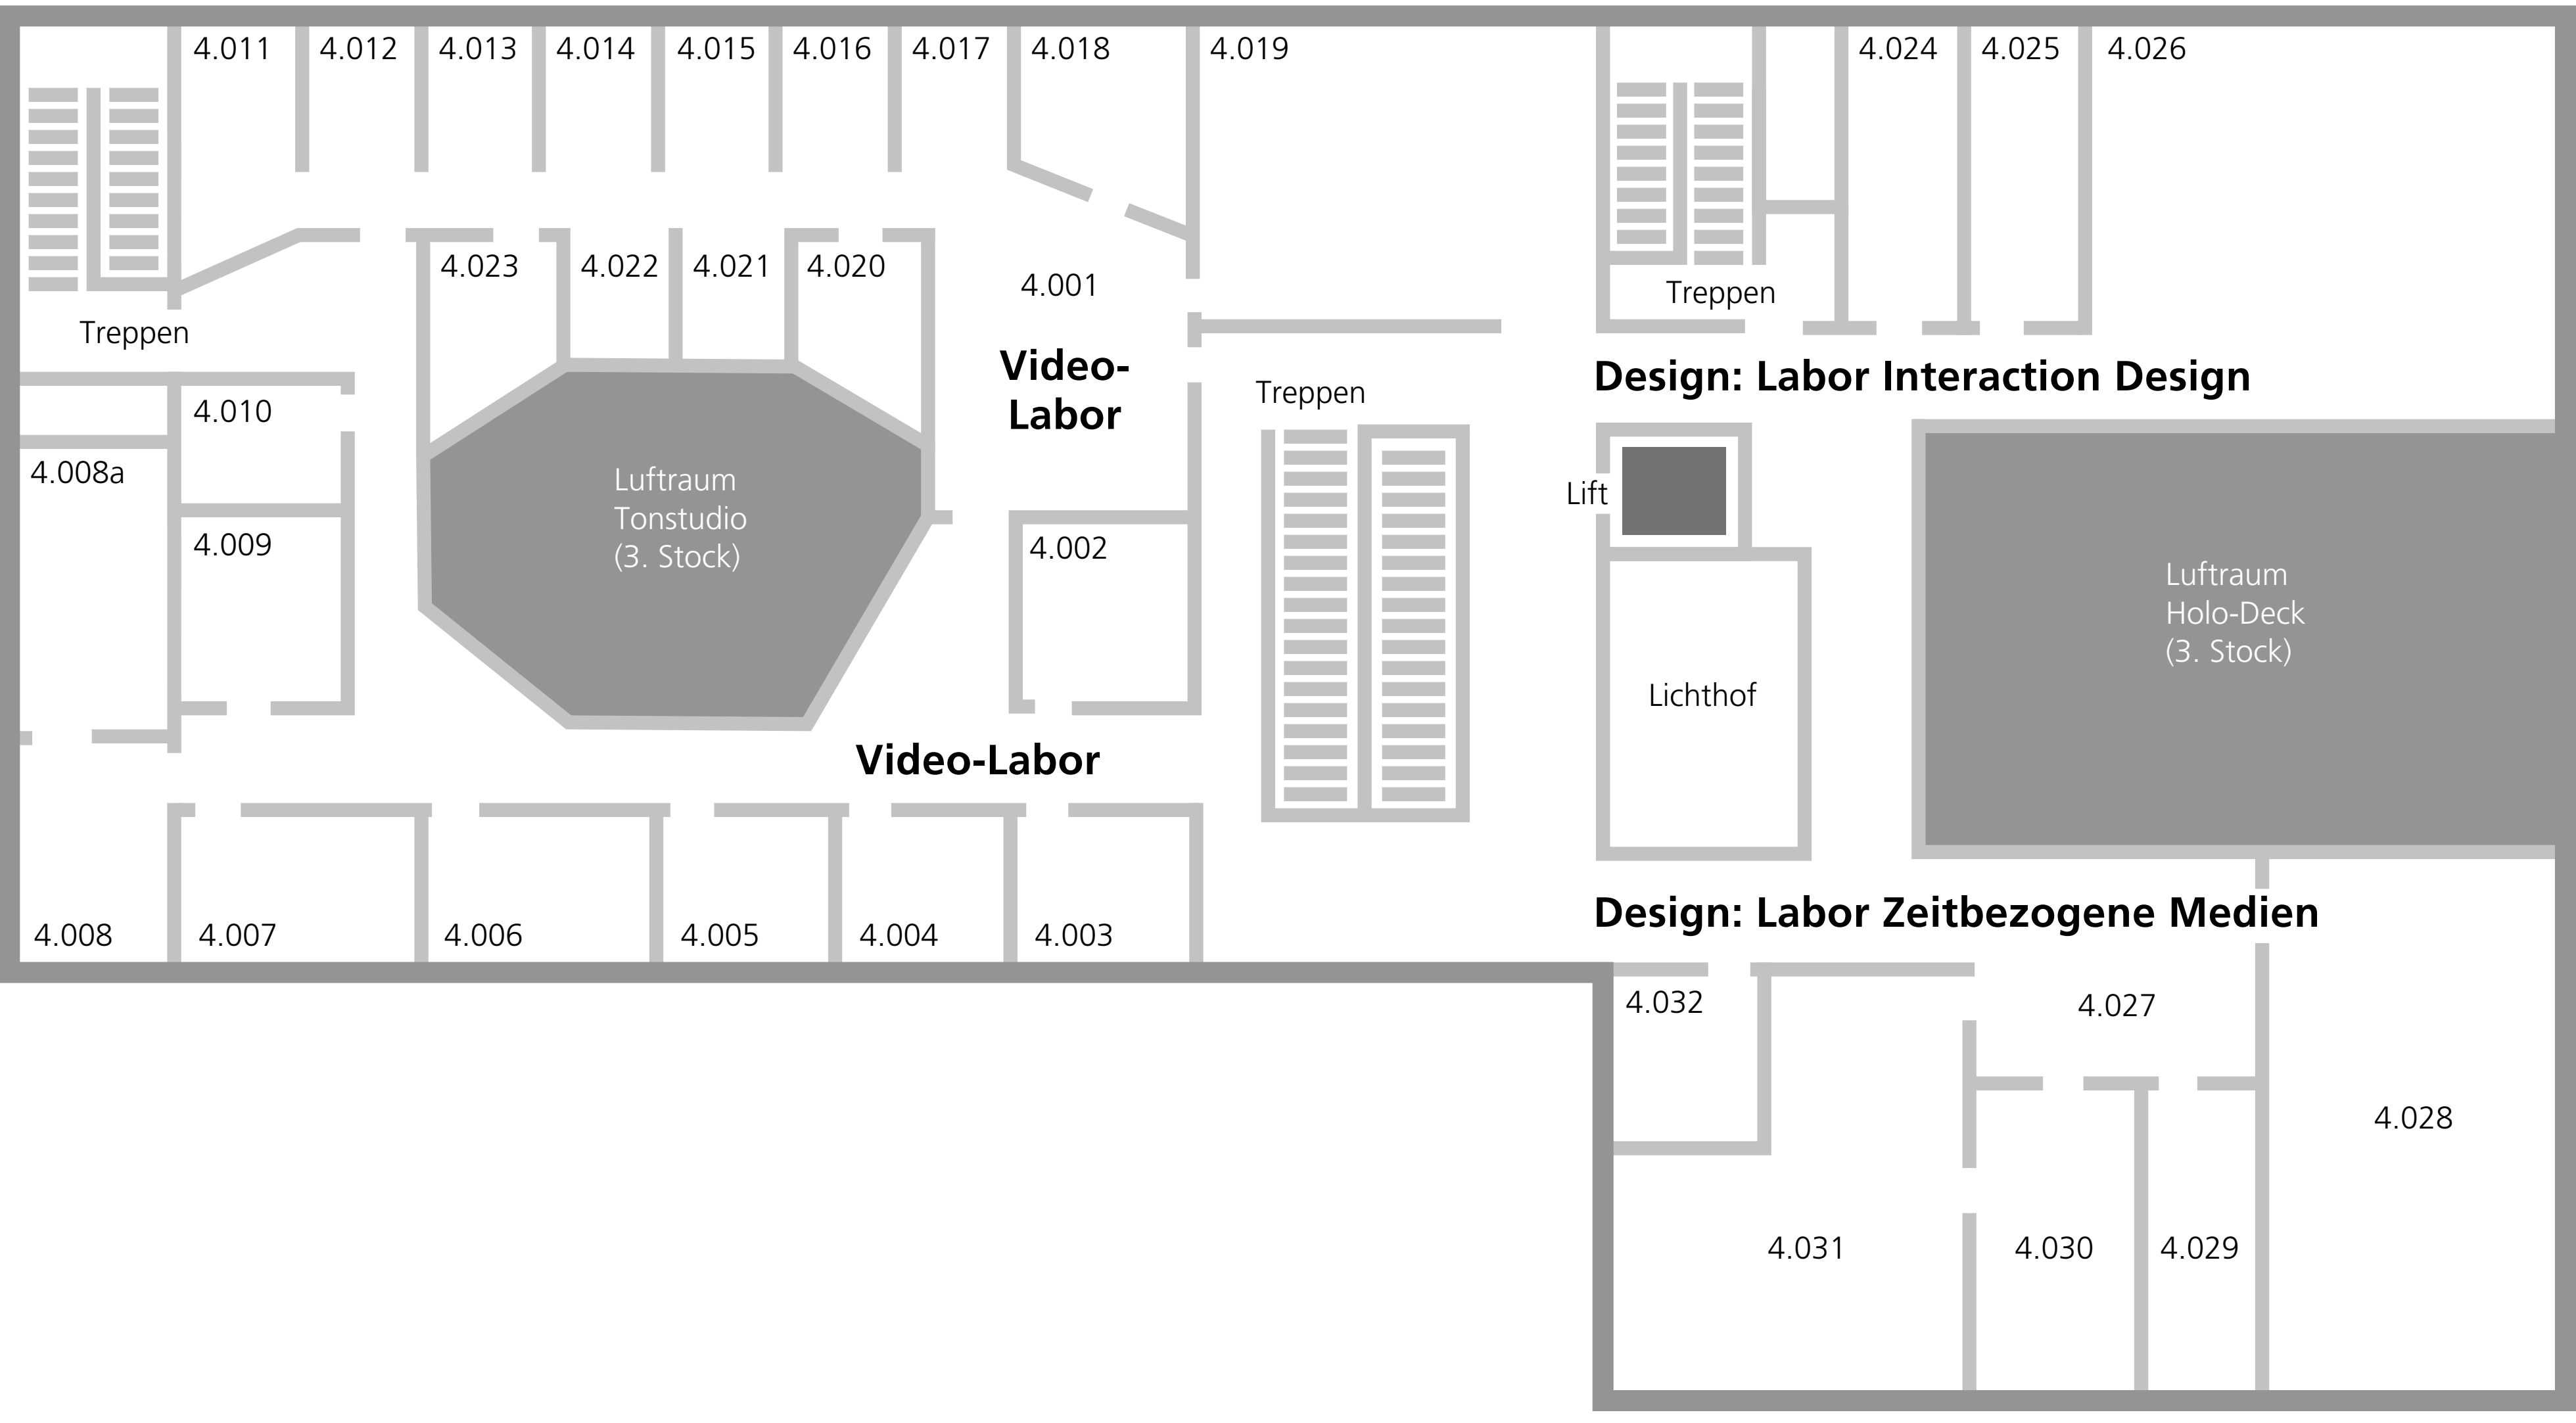 4.011
4.012
4.013
4.014
4.015
4.016
4.017
4.018
4.019
4.024
4.025
4.026
4.023
4.022
4.021
4.020
4.001
Treppen
Treppen
Video-
Labor
Design: Labor Interaction Design
Treppen
4.010
4.008a
4.009
Luftraum
Tonstudio
(3. Stock)
4.002
Lift
Luftraum
Holo-Deck
(3. Stock)
Lichthof
Video-Labor
4.008
4.007
4.006
4.005
4.004
4.003
Design: Labor Zeitbezogene Medien
4.032
4.027
4.028
4.031
4.030
4.029